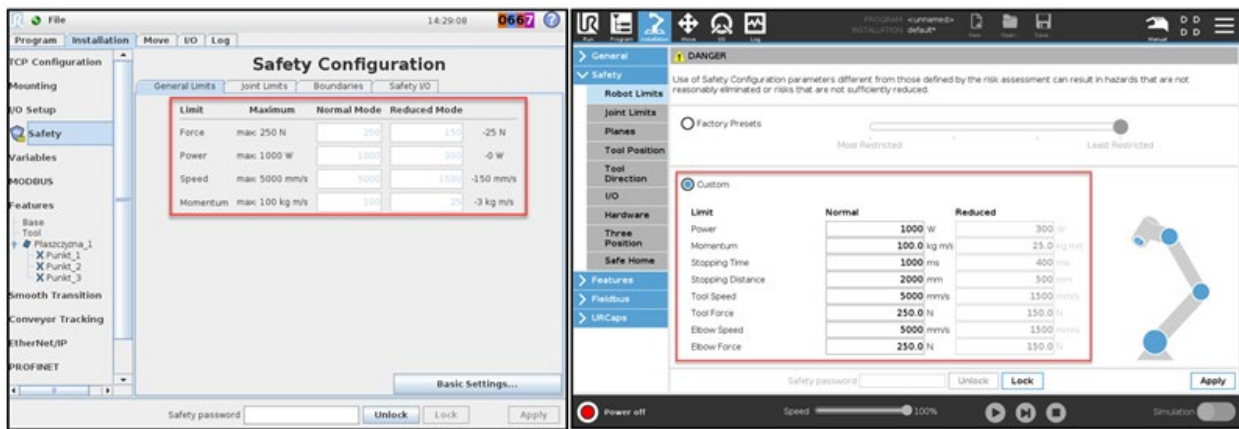 File 14:29:08 0667 ?
Program Installation Move I/O Log
TCP Configuration
Mounting
I/O Setup
Safety
Variables
MODBUS
Features
Base
Tool
Płaszczyzna_1
Punkt_1
Punkt_2
Punkt_3
Smooth Transition
Conveyor Tracking
EtherNet/IP
PROFINET
Safety Configuration
General Limits Joint Limits Boundaries Safety I/O
Limit Maximum Normal Mode Reduced Mode
Force max: 250 N 250 150 -25 N
Power max: 1000 W 1000 300 -0 W
Speed max: 5000 mm/s 5000 1500 -150 mm/s
Momentum max: 100 kg m/s 100 25 -3 kg m/s
Basic Settings...
Safety password Unlock Lock Apply
Run Program Installation Move I/O Log
PROGRAM <unnamed>
INSTALLATION default*
New... Open... Save...
Manual
General
Safety
Robot Limits
Joint Limits
Planes
Tool Position
Tool
Direction
I/O
Hardware
Three
Position
Safe Home
Features
Fieldbus
URCaps
DANGER
Use of Safety Configuration parameters different from those defined by the risk assessment can result in hazards that are not
reasonably eliminated or risks that are not sufficiently reduced.
Factory Presets
Most Restricted Least Restricted
Custom
Limit Normal Reduced
Power 1000 W 300 W
Momentum 100.0 kg m/s 25.0 kg m/s
Stopping Time 1000 ms 400 ms
Stopping Distance 2000 mm 500 mm
Tool Speed 5000 mm/s 1500 mm/s
Tool Force 250.0 N 150.0 N
Elbow Speed 5000 mm/s 1500 mm/s
Elbow Force 250.0 N 150.0 N
Safety password Unlock Lock Apply
Power off Speed 100% Simulation